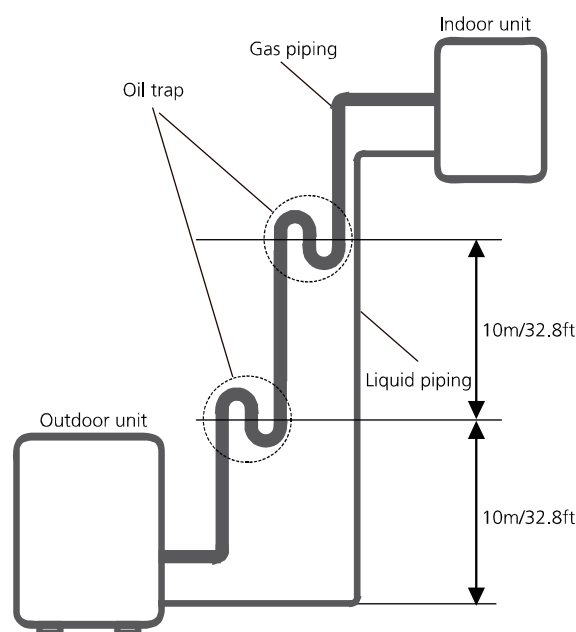 Indoor unit
Gas piping
Oil trap
10m/32.8ft
Liquid piping
Outdoor unit
10m/32.8ft